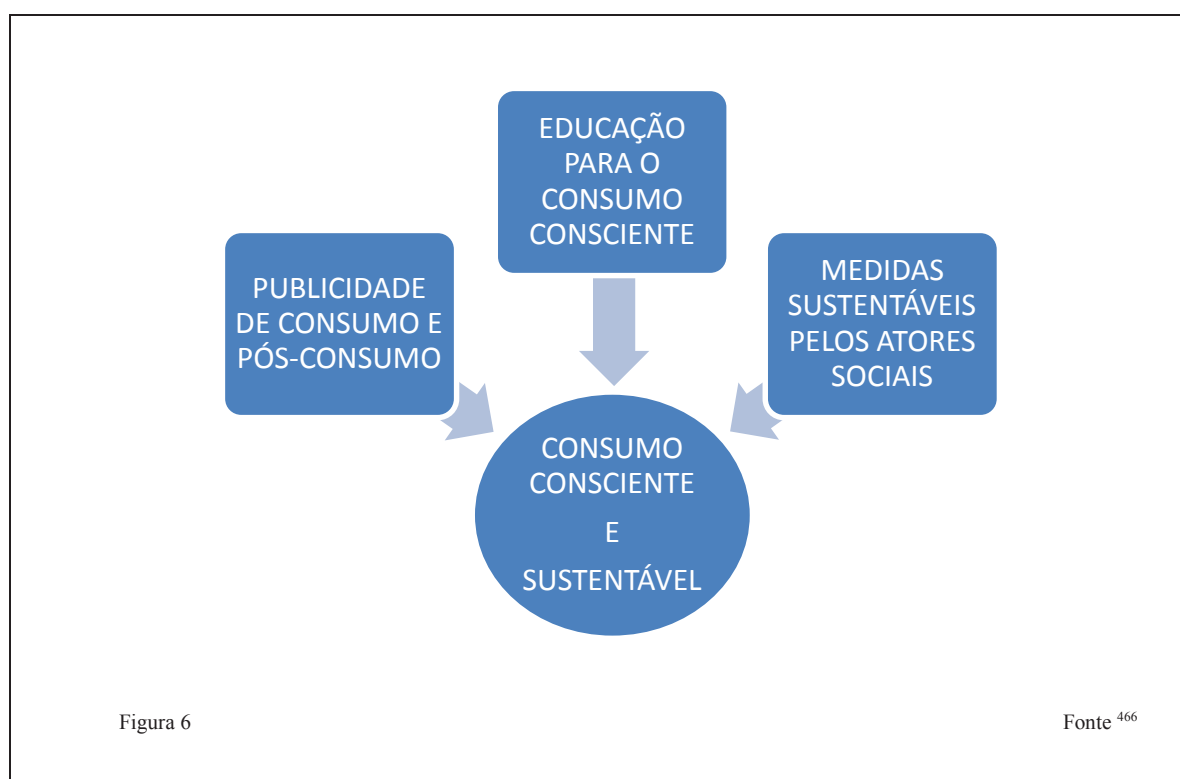 EDUCAÇÃO
PARA O
CONSUMO
CONSCIENTE
PUBLICIDADE
DE CONSUMO E
PÓS-CONSUMO
MEDIDAS
SUSTENTÁVEIS
PELOS ATORES
SOCIAIS
CONSUMO
CONSCIENTE
E
SUSTENTÁVEL
Figura 6
Fonte 466